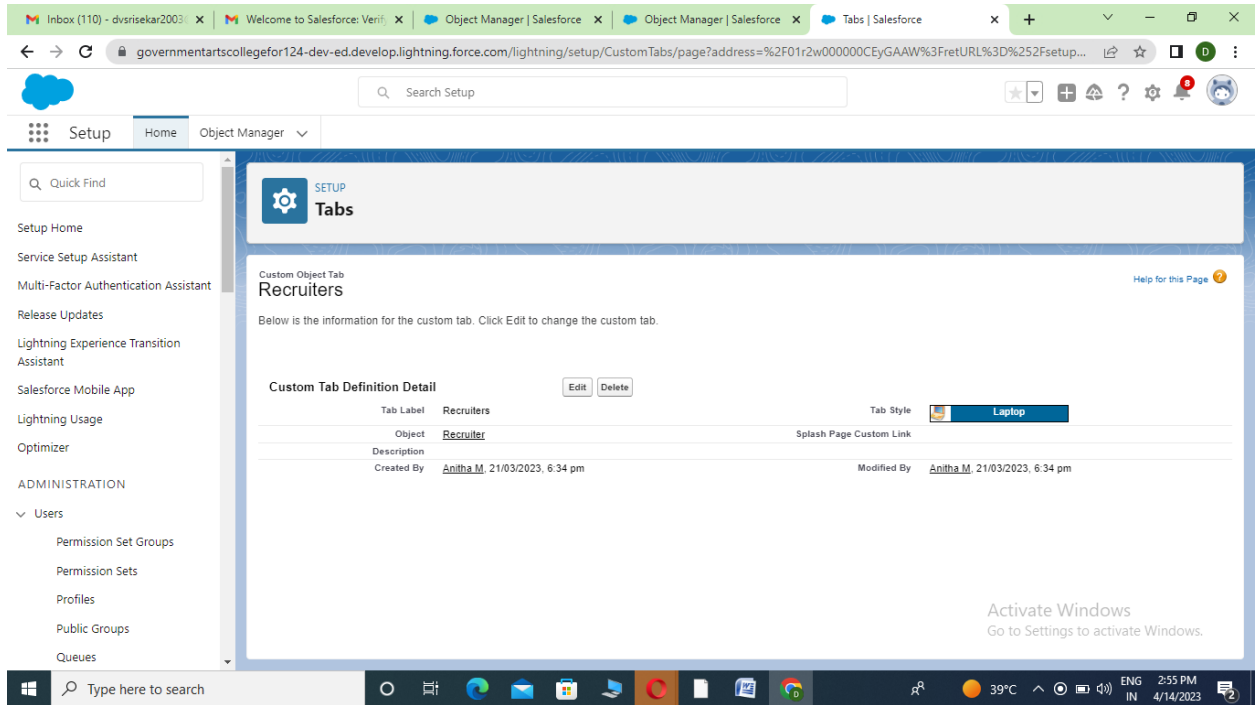 Inbox (110) - dvsrisekar2003
Welcome to Salesforce: Verify
Object Manager | Salesforce
Object Manager | Salesforce
Tabs | Salesforce
governmentartscollegefor124-dev-ed.develop.lightning.force.com/lightning/setup/CustomTabs/page?address=%2F01r2w000000CEyGAAW%3FretURL%3D%252Fsetup...
D
Search Setup
8
Setup
Home
Object Manager
Quick Find
Setup Home
Service Setup Assistant
Multi-Factor Authentication Assistant
Release Updates
Lightning Experience Transition
Assistant
Salesforce Mobile App
Lightning Usage
Optimizer
ADMINISTRATION
Users
Permission Set Groups
Permission Sets
Profiles
Public Groups
Queues
SETUP
Tabs
Custom Object Tab
Recruiters
Help for this Page
Below is the information for the custom tab. Click Edit to change the custom tab.
Custom Tab Definition Detail Edit Delete
Tab Label Recruiters Tab Style Laptop
Object Recruiter Splash Page Custom Link
Description
Created By Anitha M, 21/03/2023, 6:34 pm Modified By Anitha M, 21/03/2023, 6:34 pm
Activate Windows
Go to Settings to activate Windows.
Type here to search
39°C
ENG
IN
2:55 PM
4/14/2023
2